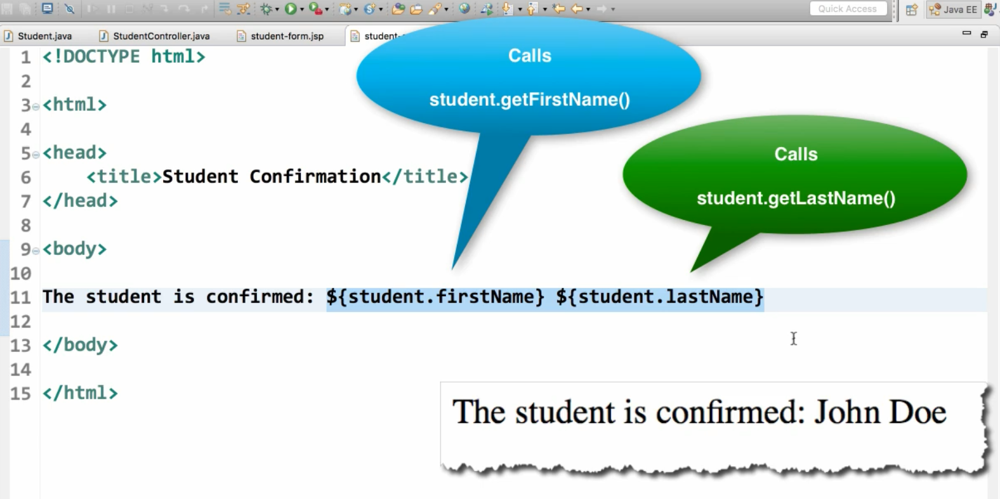 Quick Access
Java EE
Student.java
StudentController.java
student-form.jsp
Calls
student.getFirstName()
Calls
student.getLastName()
1 <!DOCTYPE html>
2
3 <html>
4
5 <head>
6 <title>Student Confirmation</title>
7 </head>
8
9 <body>
10
11 The student is confirmed: ${student.firstName} ${student.lastName}
12
13 </body>
14
15 </html>
The student is confirmed: John Doe